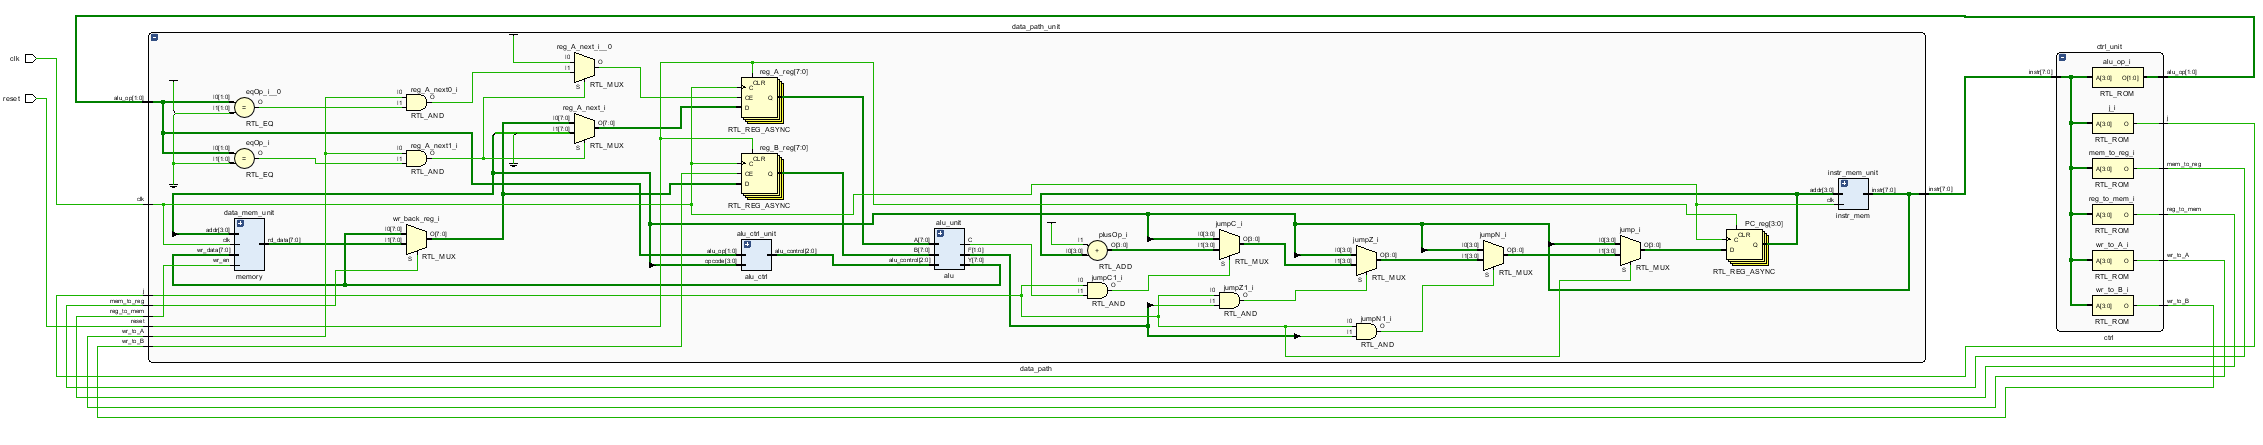 data_path_unit
clk
reset
alu_op[1:0]
eqOp_i__0
I0[1:0]
I1[1:0]
O
=
RTL_EQ
eqOp_i
I0[1:0]
I1[1:0]
O
=
RTL_EQ
clk
data_mem_unit
addr[3:0]
clk
wr_data[7:0]
wr_en
rd_data[7:0]
memory
j
mem_to_reg
reg_to_mem
reset
wr_to_A
wr_to_B
reg_A_next0_i
I0
I1
O
RTL_AND
reg_A_next1_i
I0
I1
O
RTL_AND
wr_back_reg_i
I0[7:0]
I1[7:0]
O[7:0]
S
RTL_MUX
reg_A_next_i__0
I0
I1
O
S
RTL_MUX
reg_A_next_i
I0[7:0]
I1[7:0]
O[7:0]
S
RTL_MUX
reg_A_reg[7:0]
CLR
C
CE
D
Q
RTL_REG_ASYNC
reg_B_reg[7:0]
CLR
C
CE
D
Q
RTL_REG_ASYNC
alu_ctrl_unit
alu_op[1:0]
opcode[3:0]
alu_control[2:0]
alu_ctrl
alu_unit
A[7:0]
B[7:0]
alu_control[2:0]
C
F[1:0]
Y[7:0]
alu
plusOp_i
I1
I0[3:0]
O[3:0]
+
RTL_ADD
jumpC1_i
I0
I1
O
RTL_AND
jumpC_i
I0[3:0]
I1[3:0]
O[3:0]
S
RTL_MUX
jumpZ1_i
I0
I1
O
RTL_AND
jumpZ_i
I0[3:0]
I1[3:0]
O[3:0]
S
RTL_MUX
jumpN1_i
I0
I1
O
RTL_AND
jumpN_i
I0[3:0]
I1[3:0]
O[3:0]
S
RTL_MUX
jump_i
I0[3:0]
I1[3:0]
O[3:0]
S
RTL_MUX
PC_reg[3:0]
CLR
C
D
Q
RTL_REG_ASYNC
instr_mem_unit
addr[3:0]
clk
instr[7:0]
instr_mem
instr[7:0]
data_path
ctrl_unit
instr[7:0]
alu_op_i
A[3:0]
O[1:0]
RTL_ROM
alu_op[1:0]
j_i
A[3:0]
O
RTL_ROM
j
mem_to_reg_i
A[3:0]
O
RTL_ROM
mem_to_reg
reg_to_mem_i
A[3:0]
O
RTL_ROM
reg_to_mem
wr_to_A_i
A[3:0]
O
RTL_ROM
wr_to_A
wr_to_B_i
A[3:0]
O
RTL_ROM
wr_to_B
ctrl